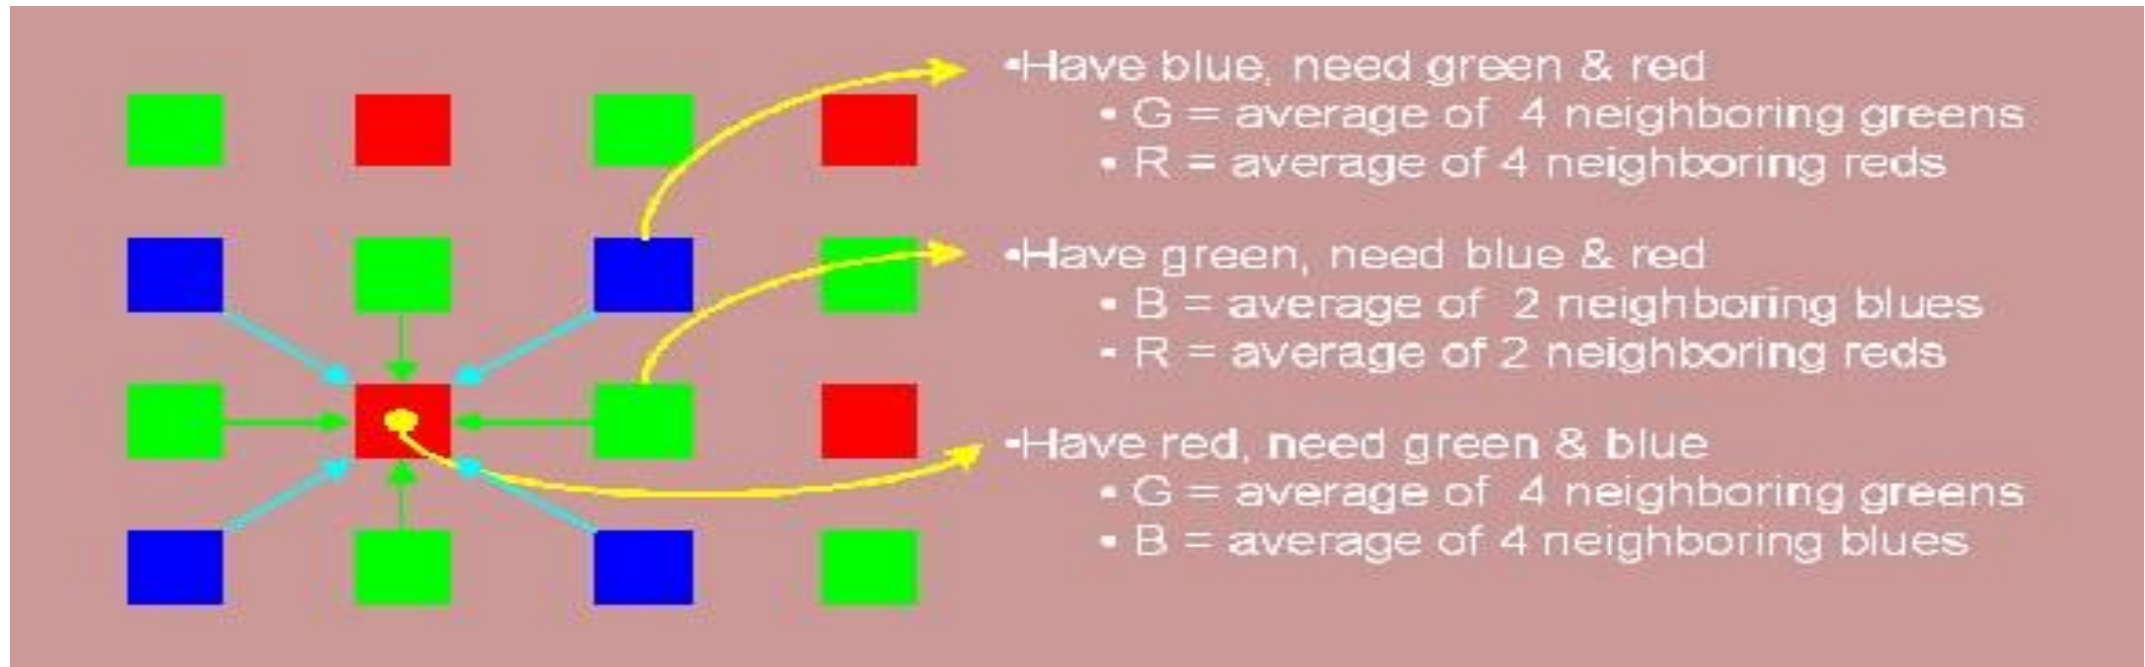 •Have blue, need green & red
• G = average of 4 neighboring greens
• R = average of 4 neighboring reds
•Have green, need blue & red
• B = average of 2 neighboring blues
• R = average of 2 neighboring reds
•Have red, need green & blue
• G = average of 4 neighboring greens
• B = average of 4 neighboring blues